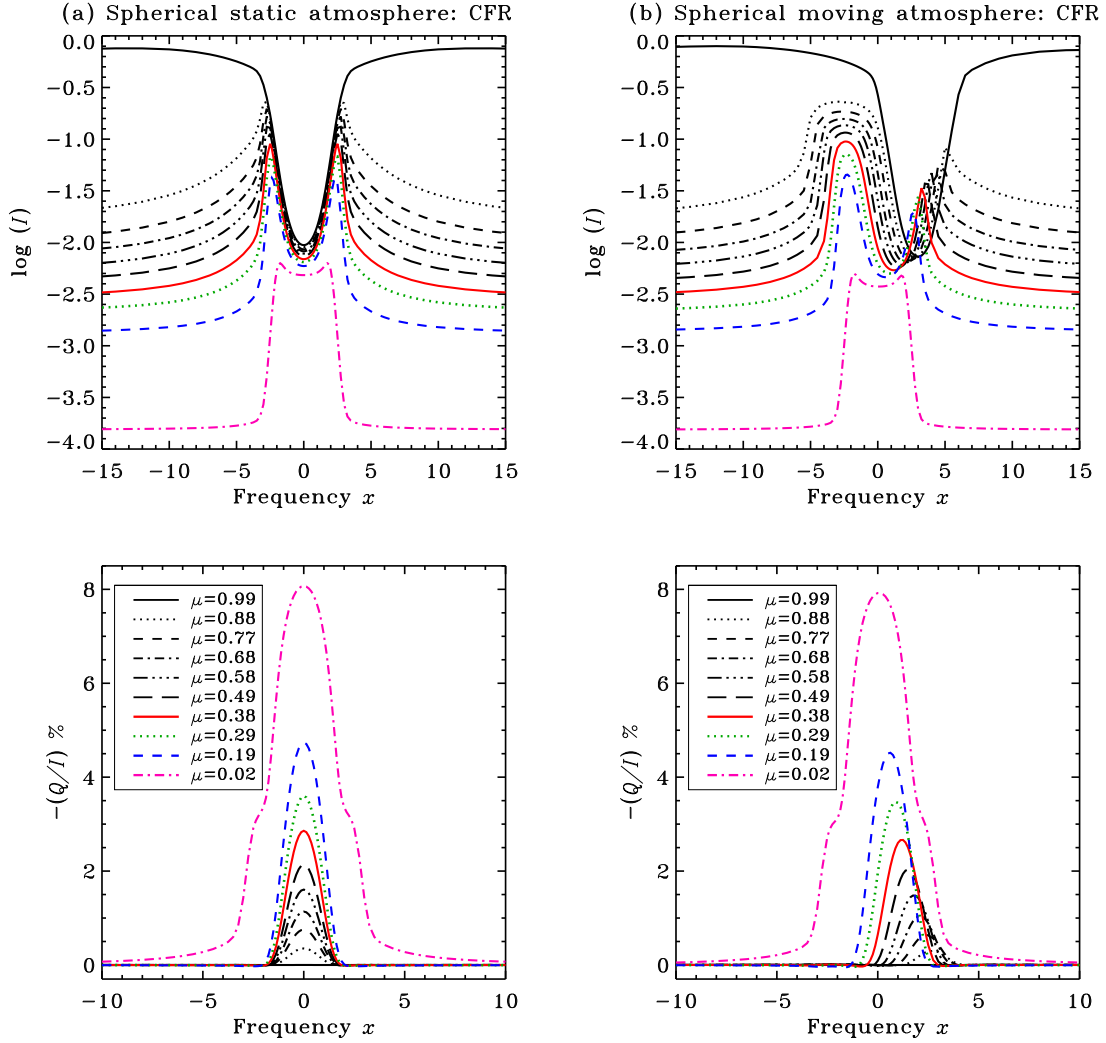 (a) Spherical static atmosphere: CFR
(b) Spherical moving atmosphere: CFR
0.0
−0.5
−1.0
−1.5
−2.0
−2.5
−3.0
−3.5
−4.0
log (I)
−15 −10 −5 0 5 10 15
Frequency x
0.0
−0.5
−1.0
−1.5
−2.0
−2.5
−3.0
−3.5
−4.0
log (I)
−15 −10 −5 0 5 10 15
Frequency x
8
6
4
2
0
−(Q/I) %
μ=0.99
μ=0.88
μ=0.77
μ=0.68
μ=0.58
μ=0.49
μ=0.38
μ=0.29
μ=0.19
μ=0.02
−10 −5 0 5 10
Frequency x
8
6
4
2
0
−(Q/I) %
μ=0.99
μ=0.88
μ=0.77
μ=0.68
μ=0.58
μ=0.49
μ=0.38
μ=0.29
μ=0.19
μ=0.02
−10 −5 0 5 10
Frequency x